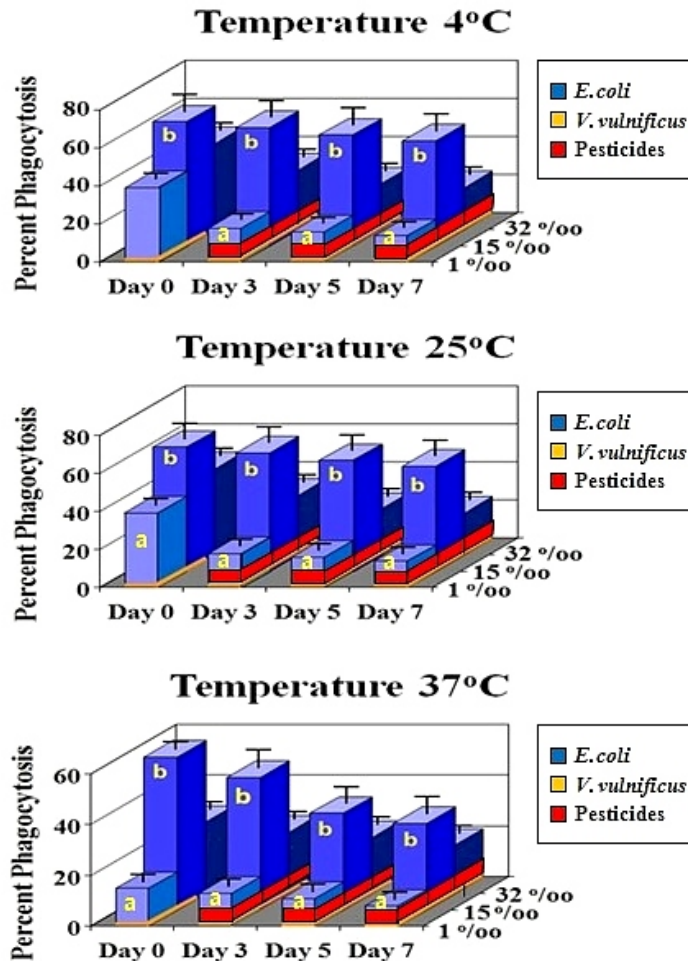 Temperature 4°C
Percent Phagocytosis
80
60
40
20
0
b
b
b
b
a
a
a
Day 0 Day 3 Day 5 Day 7
32 º/oo
15 º/oo
1 º/oo
E.coli
V.vulnificus
Pesticides
Temperature 25°C
Percent Phagocytosis
80
60
40
20
0
b
b
b
b
a
a
a
a
Day 0 Day 3 Day 5 Day 7
32 º/oo
15 º/oo
1 º/oo
E.coli
V.vulnificus
Pesticides
Temperature 37°C
Percent Phagocytosis
60
40
20
0
b
b
b
b
a
a
a
a
Day 0 Day 3 Day 5 Day 7
32 º/oo
15 º/oo
1 º/oo
E.coli
V.vulnificus
Pesticides